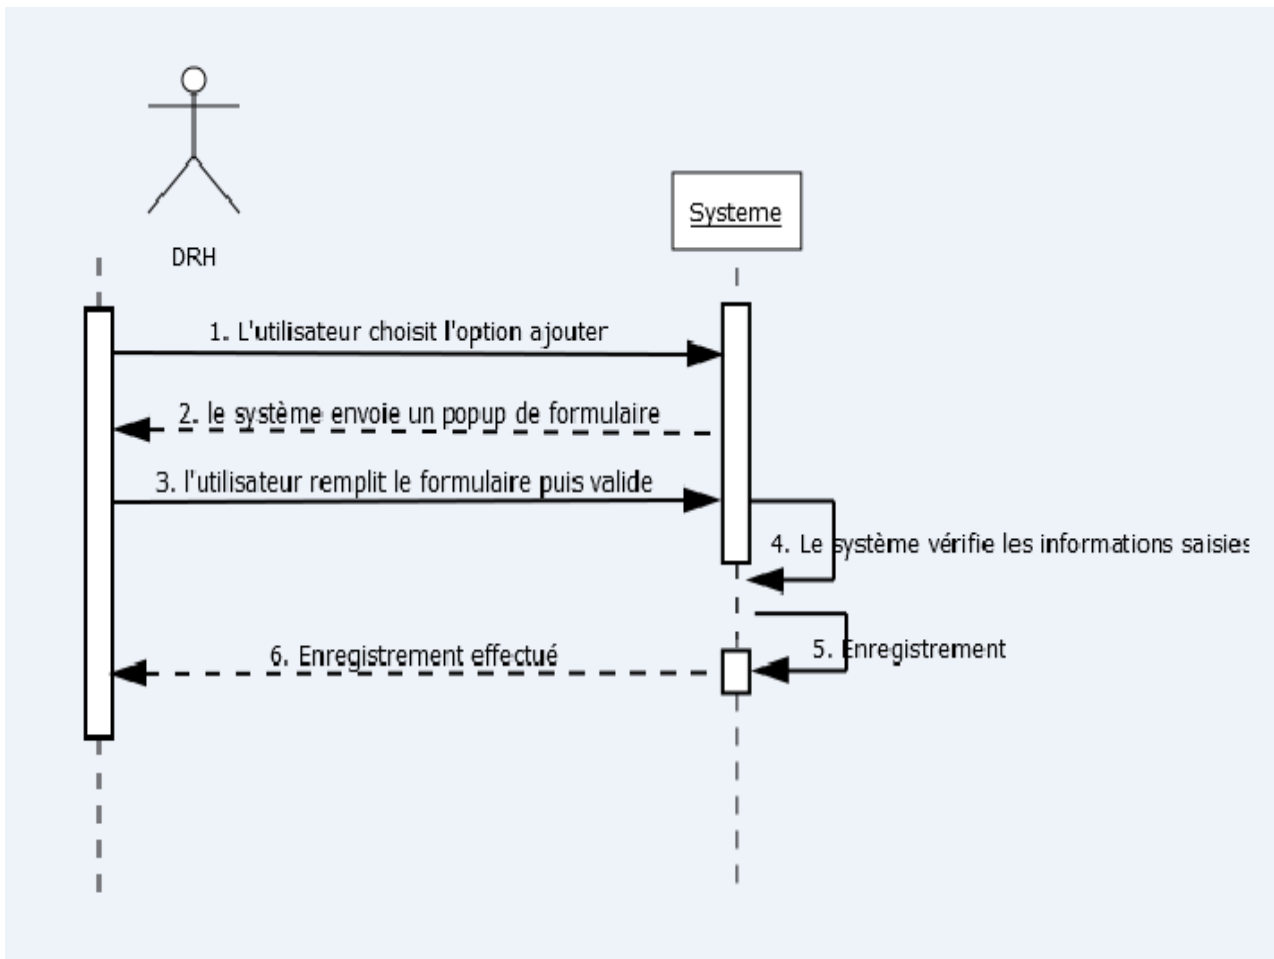 DRH
Systeme
1. L'utilisateur choisit l'option ajouter
2. le système envoie un popup de formulaire
3. l'utilisateur remplit le formulaire puis valide
4. Le système vérifie les informations saisies
5. Enregistrement
6. Enregistrement effectué